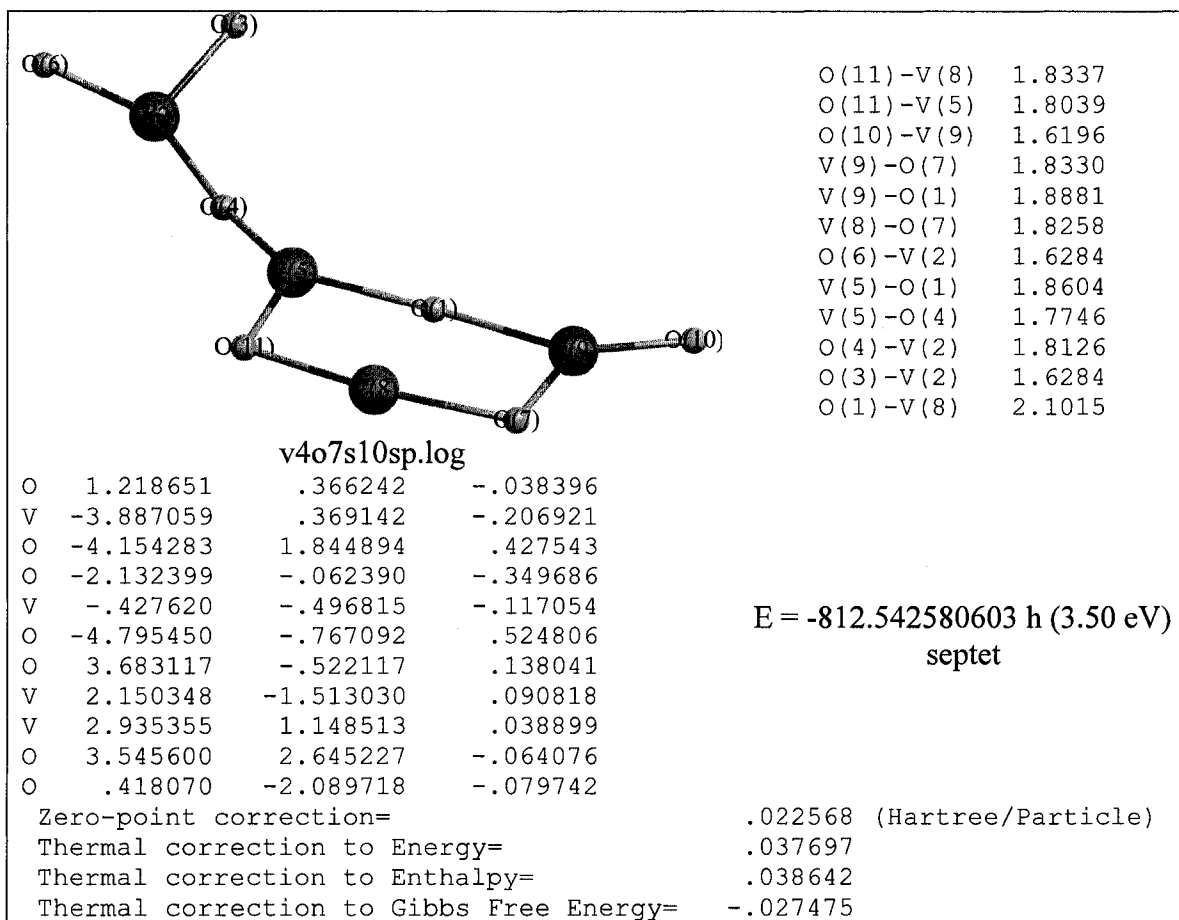 O(3)
O(6)
O(4)
O(1)
O(10)
O(11)
O(7)
O(11)-V(8) 1.8337
O(11)-V(5) 1.8039
O(10)-V(9) 1.6196
V(9)-O(7) 1.8330
V(9)-O(1) 1.8881
V(8)-O(7) 1.8258
O(6)-V(2) 1.6284
V(5)-O(1) 1.8604
V(5)-O(4) 1.7746
O(4)-V(2) 1.8126
O(3)-V(2) 1.6284
O(1)-V(8) 2.1015
v4o7s10sp.log
O 1.218651 .366242 -.038396
V -3.887059 .369142 -.206921
O -4.154283 1.844894 .427543
O -2.132399 -.062390 -.349686
V -.427620 -.496815 -.117054
O -4.795450 -.767092 .524806
O 3.683117 -.522117 .138041
V 2.150348 -1.513030 .090818
V 2.935355 1.148513 .038899
O 3.545600 2.645227 -.064076
O .418070 -2.089718 -.079742
E = -812.542580603 h (3.50 eV)
septet
Zero-point correction= .022568 (Hartree/Particle)
Thermal correction to Energy= .037697
Thermal correction to Enthalpy= .038642
Thermal correction to Gibbs Free Energy= -.027475